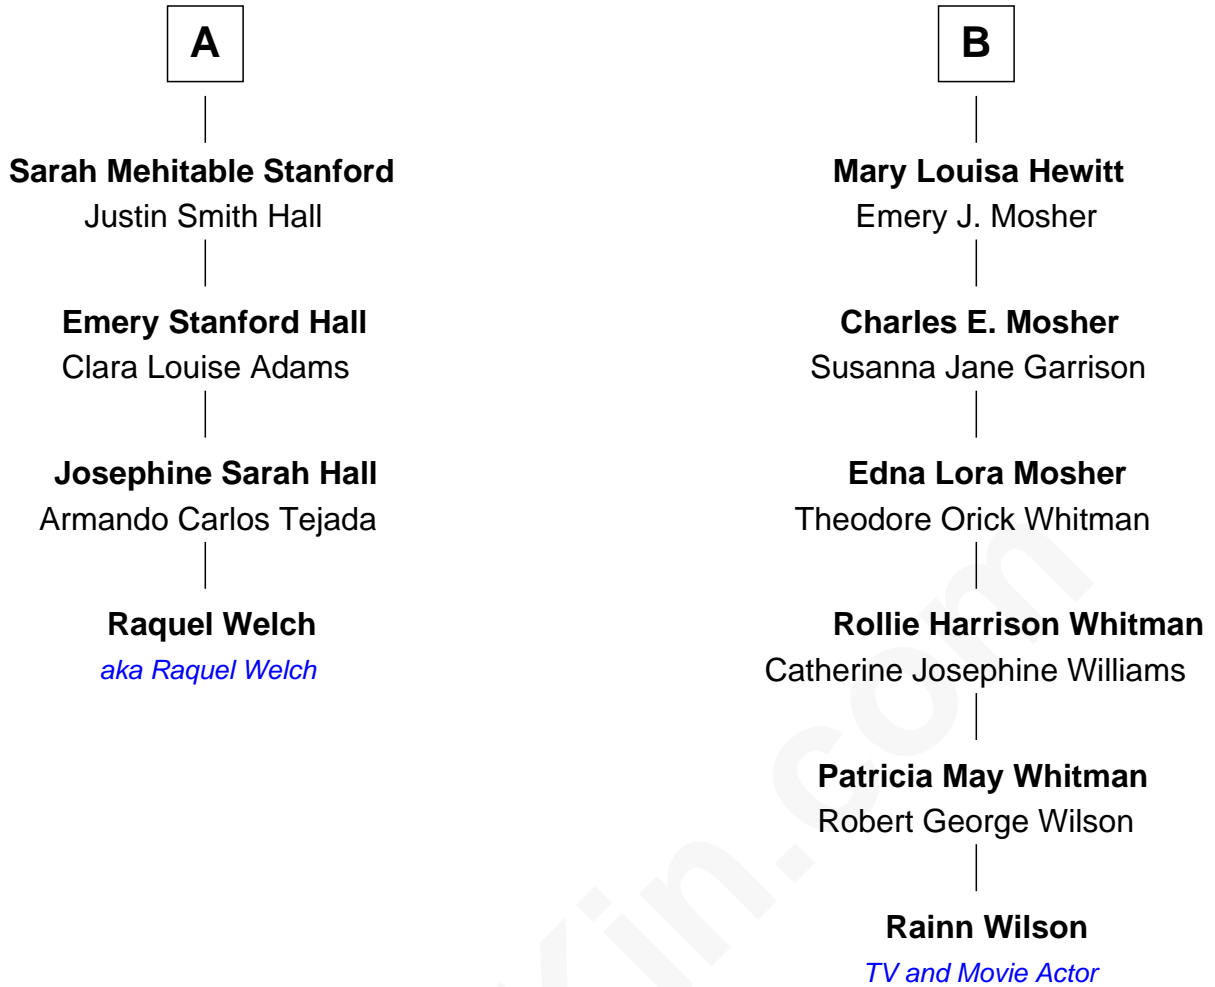 A
Sarah Mehitable Stanford
Justin Smith Hall
Emery Stanford Hall
Clara Louise Adams
Josephine Sarah Hall
Armando Carlos Tejada
Raquel Welch
aka Raquel Welch
B
Mary Louisa Hewitt
Emery J. Mosher
Charles E. Mosher
Susanna Jane Garrison
Edna Lora Mosher
Theodore Orick Whitman
Rollie Harrison Whitman
Catherine Josephine Williams
Patricia May Whitman
Robert George Wilson
Rainn Wilson
TV and Movie Actor
Kin.com